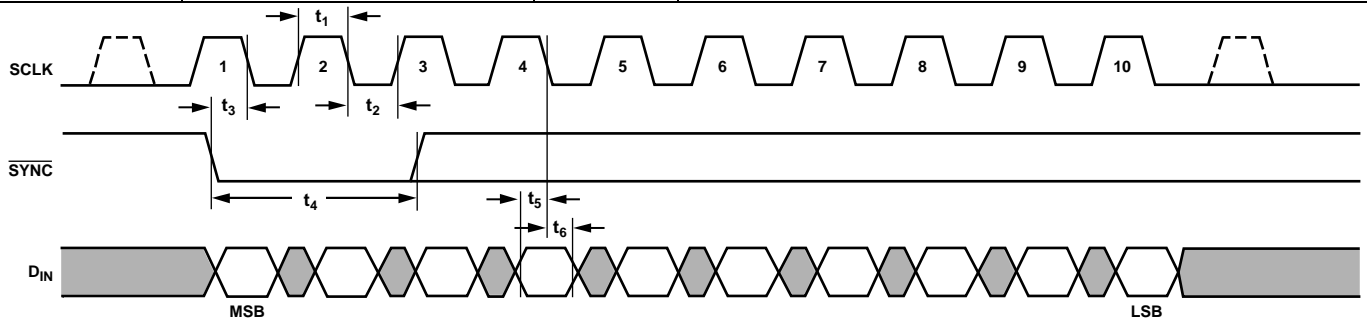 t1
SCLK 1 2 3 4 5 6 7 8 9 10
t3 t2
SYNC
t4 t5
t6
DIN
MSB LSB